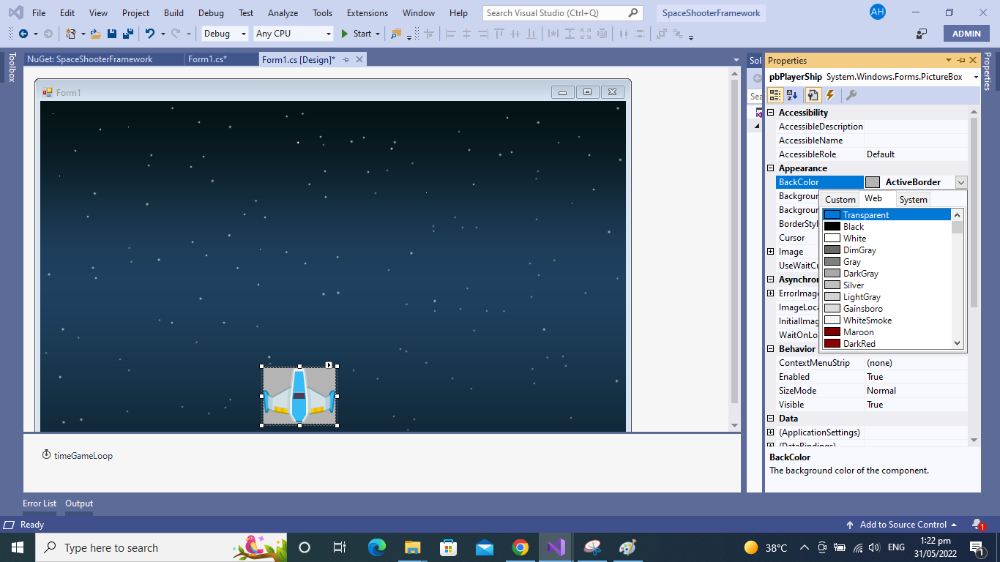 File Edit View Project Build Debug Test Analyze Tools Extensions Window Help Search Visual Studio (Ctrl+Q) SpaceShooterFramework AH
Debug Any CPU Start ADMIN
Toolbox
NuGet: SpaceShooterFramework Form1.cs* Form1.cs [Design]*
Form1
timeGameLoop
Sol
Sea
Properties
pbPlayerShip System.Windows.Forms.PictureBox
Accessibility
AccessibleDescription
AccessibleName
AccessibleRole Default
Appearance
BackColor ActiveBorder
Backgroun
Backgroun
BorderStyl
Cursor
Image
UseWaitCu
Asynchron
ErrorImage
ImageLoca
InitialImag
WaitOnLo
Custom Web System
Transparent
Black
White
DimGray
Gray
DarkGray
Silver
LightGray
Gainsboro
WhiteSmoke
Maroon
DarkRed
Behavior
ContextMenuStrip (none)
Enabled True
SizeMode Normal
Visible True
Data
(ApplicationSettings)
(DataBindings)
BackColor
The background color of the component.
Properties
Error List Output
Ready Add to Source Control 1
Type here to search 38°C ENG 1:22 pm
31/05/2022 1